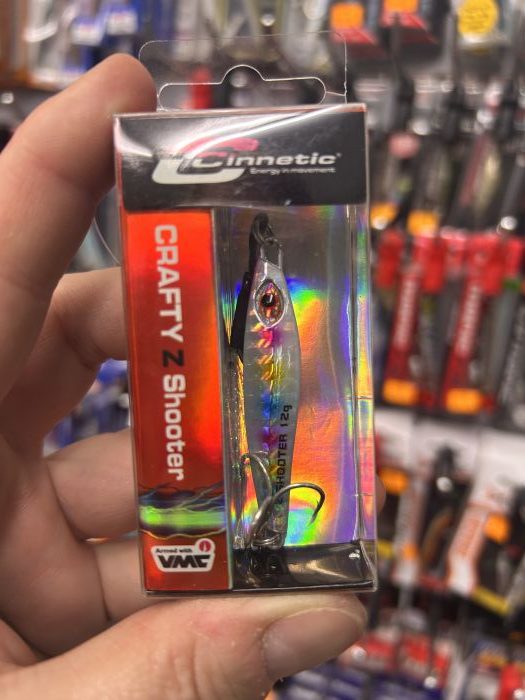 Cinnetic
Energy in movement
CRAFTY Z Shooter
Z SHOOTER 12g
Armed with
VMC